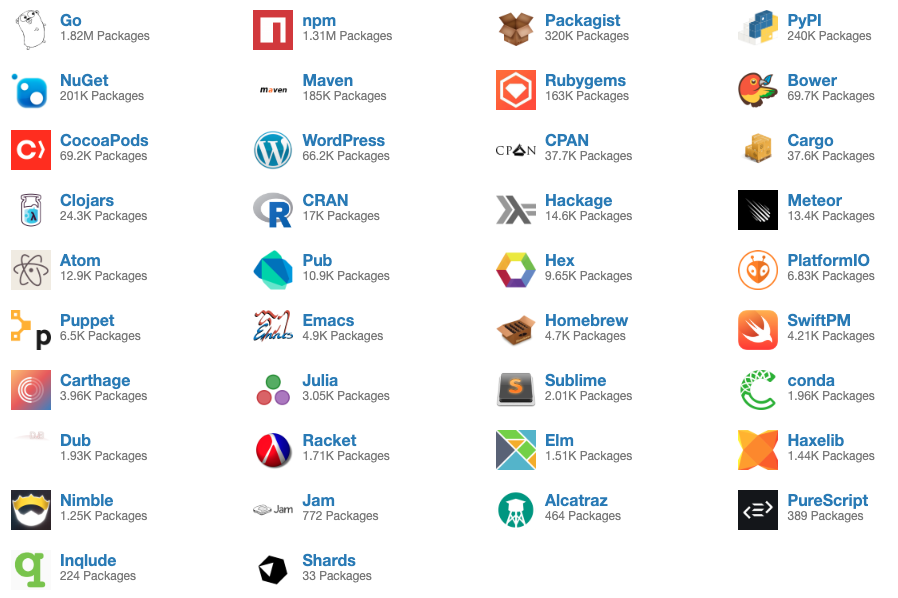 Go
1.82M Packages
npm
1.31M Packages
Packagist
320K Packages
PyPI
240K Packages
NuGet
201K Packages
maven
Maven
185K Packages
Rubygems
163K Packages
Bower
69.7K Packages
CocoaPods
69.2K Packages
WordPress
66.2K Packages
CPAN
CPAN
37.7K Packages
Cargo
37.6K Packages
Clojars
24.3K Packages
R
CRAN
17K Packages
Hackage
14.6K Packages
Meteor
13.4K Packages
Atom
12.9K Packages
Pub
10.9K Packages
Hex
9.65K Packages
PlatformIO
6.83K Packages
p
Puppet
6.5K Packages
Emacs
Emacs
4.9K Packages
Homebrew
4.7K Packages
SwiftPM
4.21K Packages
Carthage
3.96K Packages
Julia
3.05K Packages
S
Sublime
2.01K Packages
C
conda
1.96K Packages
DUB
Dub
1.93K Packages
Racket
1.71K Packages
Elm
1.51K Packages
Haxelib
1.44K Packages
Nimble
1.25K Packages
Jam
Jam
772 Packages
Alcatraz
464 Packages
PureScript
389 Packages
q
Inqlude
224 Packages
Shards
33 Packages